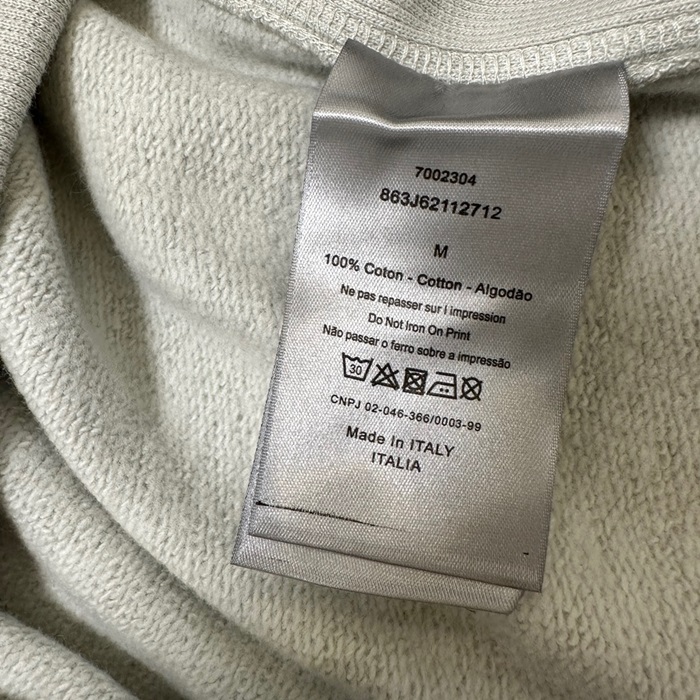 7002304
863J62112712
M
100% Coton - Cotton - Algodão
Ne pas repasser sur l impression
Do Not Iron On Print
Não passar o ferro sobre a impressão
30
CNPJ 02-046-366/0003-99
Made In ITALY
ITALIA